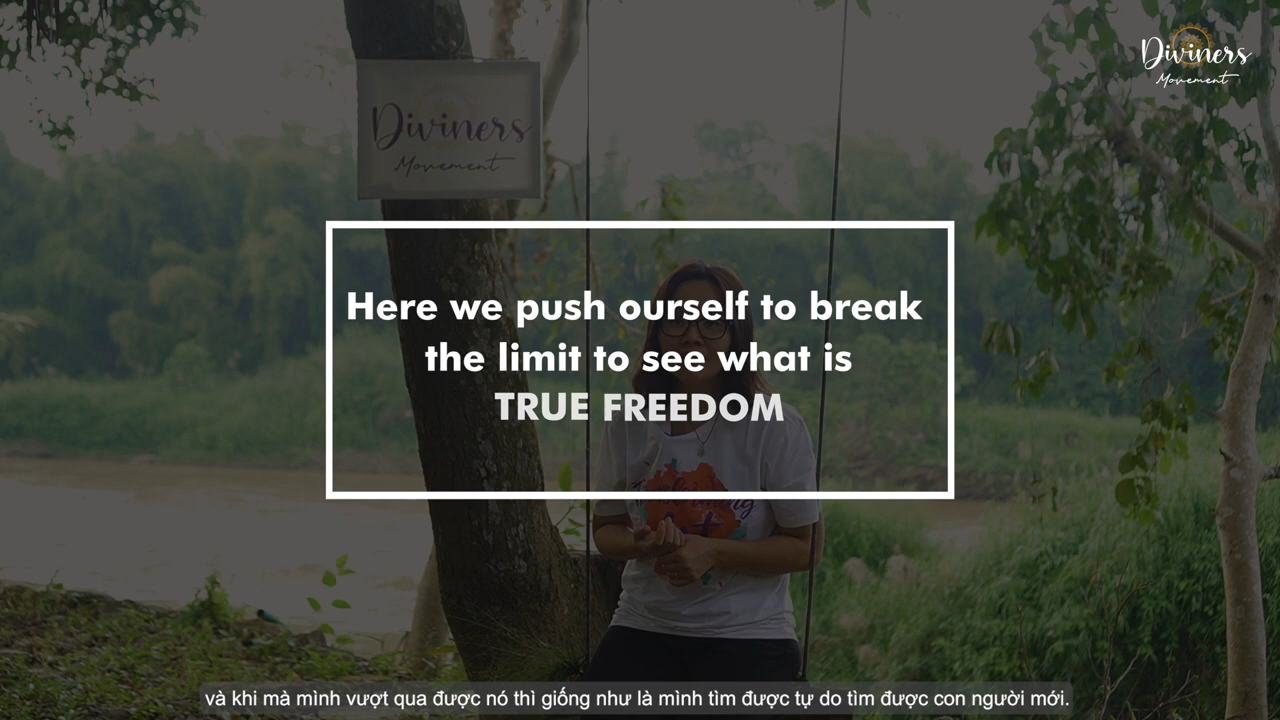 Diviners
Movement
Diviners
Movement
Here we push ourself to break
the limit to see what is
TRUE FREEDOM
và khi mà mình vượt qua được nó thì giống như là mình tìm được tự do tìm được con người mới.